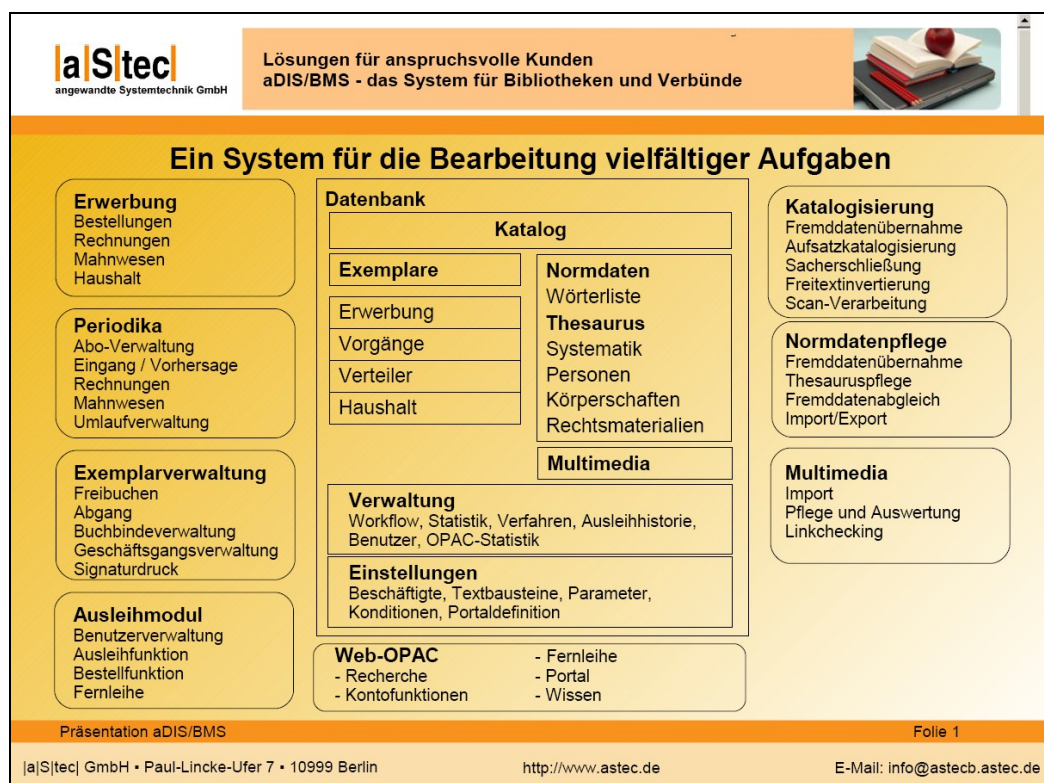 |a|S|tec|
angewandte Systemtechnik GmbH
Lösungen für anspruchsvolle Kunden
aDIS/BMS - das System für Bibliotheken und Verbünde
Ein System für die Bearbeitung vielfältiger Aufgaben
Erwerbung
Bestellungen
Rechnungen
Mahnwesen
Haushalt
Periodika
Abo-Verwaltung
Eingang / Vorhersage
Rechnungen
Mahnwesen
Umlaufverwaltung
Exemplarverwaltung
Freibuchen
Abgang
Buchbindeverwaltung
Geschäftsgangsverwaltung
Signaturdruck
Ausleihmodul
Benutzerverwaltung
Ausleihfunktion
Bestellfunktion
Fernleihe
Datenbank
Katalog
Exemplare
Erwerbung
Vorgänge
Verteiler
Haushalt
Normdaten
Wörterliste
Thesaurus
Systematik
Personen
Körperschaften
Rechtsmaterialien
Multimedia
Verwaltung
Workflow, Statistik, Verfahren, Ausleihhistorie,
Benutzer, OPAC-Statistik
Einstellungen
Beschäftigte, Textbausteine, Parameter,
Konditionen, Portaldefinition
Web-OPAC
- Recherche
- Kontofunktionen
- Fernleihe
- Portal
- Wissen
Katalogisierung
Fremddatenübernahme
Aufsatzkatalogisierung
Sacherschließung
Freitextinvertierung
Scan-Verarbeitung
Normdatenpflege
Fremddatenübernahme
Thesauruspflege
Fremddatenabgleich
Import/Export
Multimedia
Import
Pflege und Auswertung
Linkchecking
Präsentation aDIS/BMS
Folie 1
|a|S|tec| GmbH ▪ Paul-Lincke-Ufer 7 ▪ 10999 Berlin
http://www.astec.de
E-Mail: info@astecb.astec.de